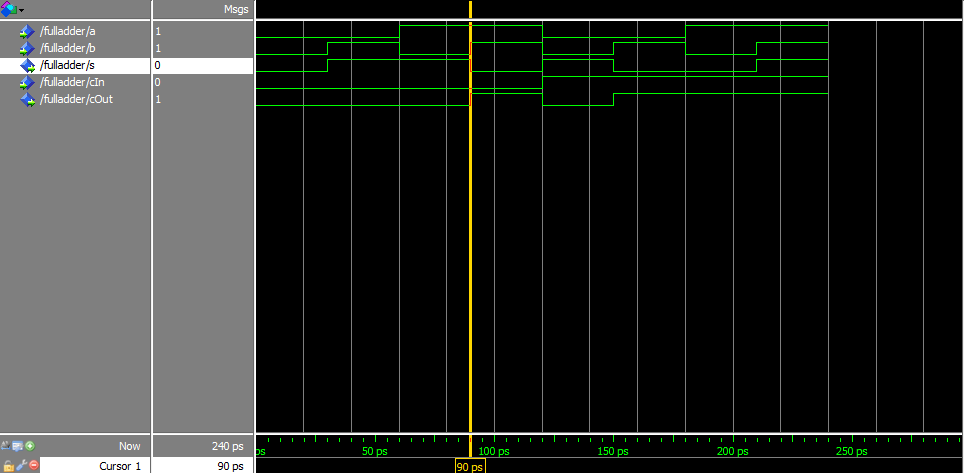 Msgs
/fulladder/a 1
/fulladder/b 1
/fulladder/s 0
/fulladder/cIn 0
/fulladder/cOut 1
Now 240 ps
ps 50 ps 100 ps 150 ps 200 ps 250 ps
Cursor 1 90 ps
90 ps